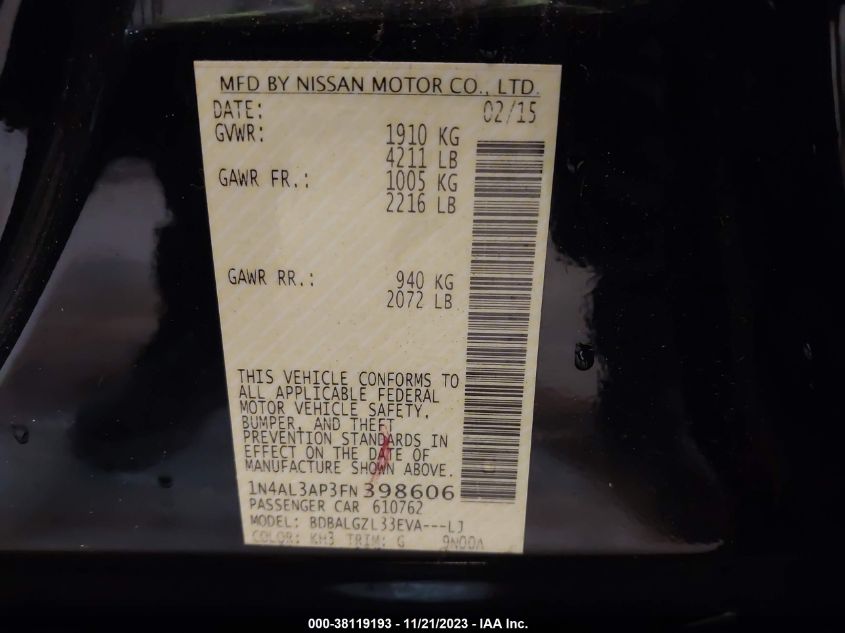 MFD BY NISSAN MOTOR CO., LTD.
DATE: 02/15
GVWR: 1910 KG
4211 LB
GAWR FR.: 1005 KG
2216 LB
GAWR RR.: 940 KG
2072 LB
THIS VEHICLE CONFORMS TO
ALL APPLICABLE FEDERAL
MOTOR VEHICLE SAFETY,
BUMPER, AND THEFT
PREVENTION STANDARDS IN
EFFECT ON THE DATE OF
MANUFACTURE SHOWN ABOVE.
1N4AL3AP3FN398606
PASSENGER CAR 610762
MODEL: BDBALGZL33EVA---LJ
COLOR: KH3 TRIM: G 9N00A
000-38119193 - 11/21/2023 - IAA Inc.